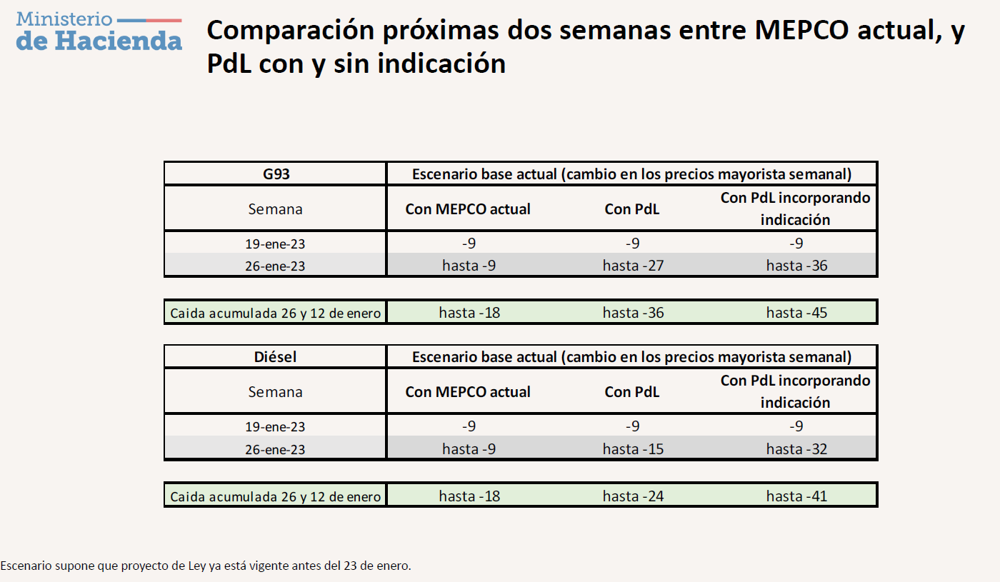 Ministerio
de Hacienda
Comparación próximas dos semanas entre MEPCO actual, y
PdL con y sin indicación
G93 Escenario base actual (cambio en los precios mayorista semanal)
Semana Con MEPCO actual Con PdL Con PdL incorporando
indicación
19-ene-23 -9 -9 -9
26-ene-23 hasta -9 hasta -27 hasta -36
Caida acumulada 26 y 12 de enero hasta -18 hasta -36 hasta -45
Diésel Escenario base actual (cambio en los precios mayorista semanal)
Semana Con MEPCO actual Con PdL Con PdL incorporando
indicación
19-ene-23 -9 -9 -9
26-ene-23 hasta -9 hasta -15 hasta -32
Caida acumulada 26 y 12 de enero hasta -18 hasta -24 hasta -41
Escenario supone que proyecto de Ley ya está vigente antes del 23 de enero.